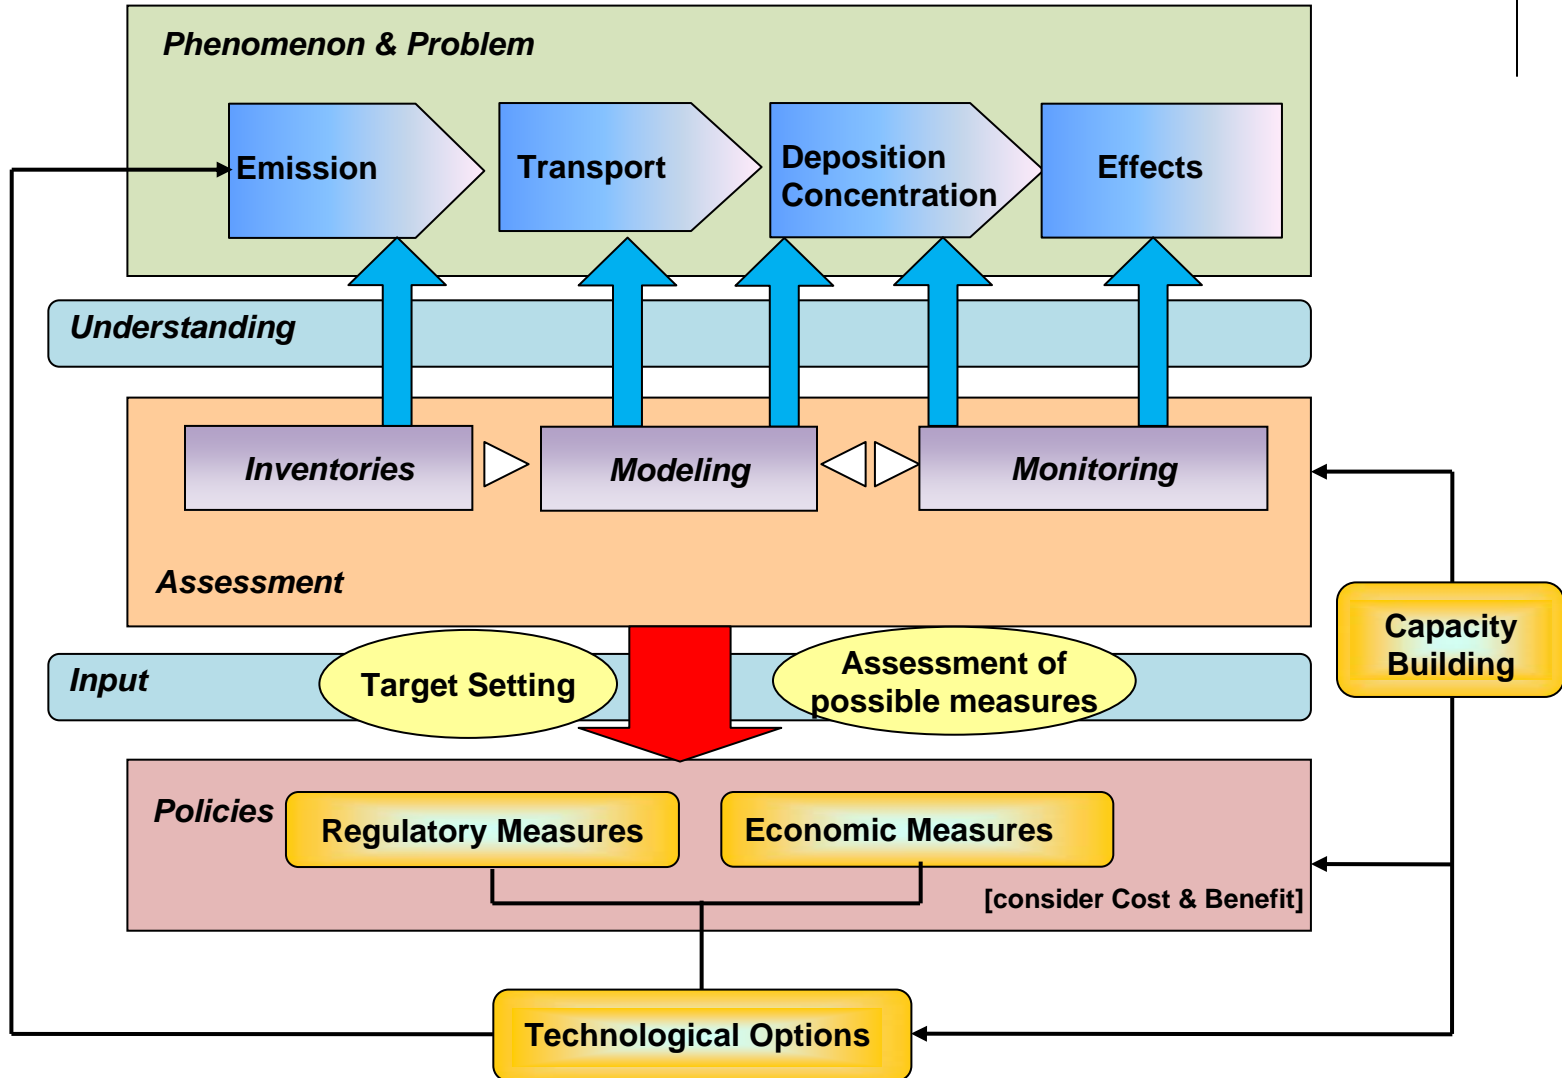 Phenomenon & Problem
Emission
Transport
Deposition
Concentration
Effects
Understanding
Inventories
Modeling
Monitoring
Assessment
Capacity
Building
Input
Target Setting
Assessment of
possible measures
Policies
Regulatory Measures
Economic Measures
[consider Cost & Benefit]
Technological Options